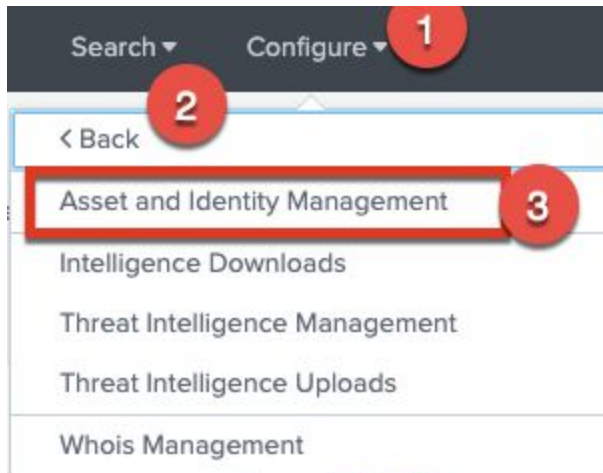 Search Configure 1
2
< Back
Asset and Identity Management 3
Intelligence Downloads
Threat Intelligence Management
Threat Intelligence Uploads
Whois Management